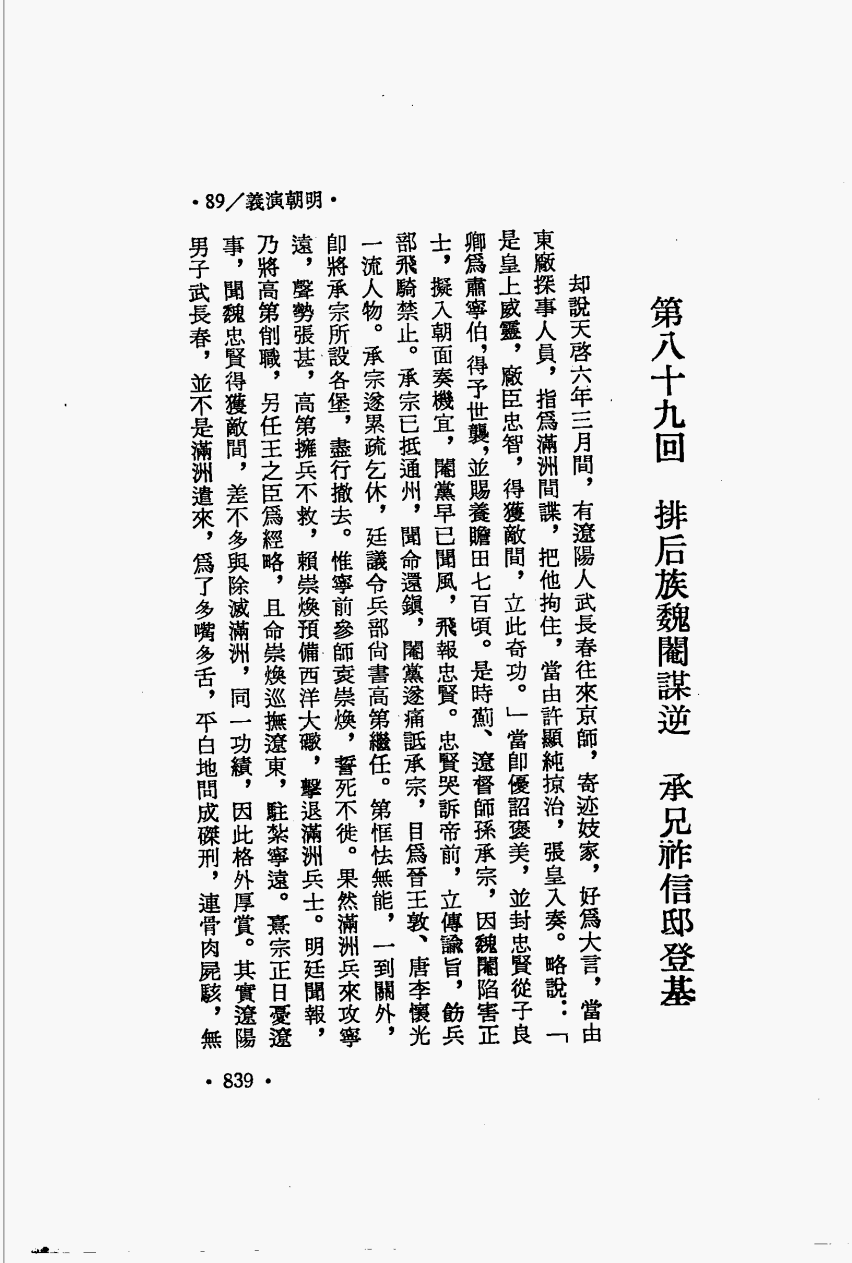 ・89／義演朝明・
第八十九回　排后族魏閹謀逆　承兄祚信邸登基
却說天啓六年三月間，有遼陽人武長春往來京師，寄迹妓家，好爲大言，當由
東廠探事人員，指爲滿洲間諜，把他拘住，當由許顯純掠治，張皇入奏。略說：「
是皇上威靈，廠臣忠智，得獲敵間，立此奇功。」當卽優詔褒美，並封忠賢從子良
卿爲肅寧伯，得予世襲，並賜養贍田七百頃。是時薊、遼督師孫承宗，因魏閹陷害正
士，擬入朝面奏機宜，閹黨早已聞風，飛報忠賢。忠賢哭訴帝前，立傳諭旨，飭兵
部飛騎禁止。承宗已抵通州，聞命還鎭，閹黨遂痛詆承宗，目爲晉王敦、唐李懷光
一流人物。承宗遂累疏乞休，廷議令兵部尙書高第繼任。第恇怯無能，一到關外，
卽將承宗所設各堡，盡行撤去。惟寧前參師袁崇煥，誓死不徙。果然滿洲兵來攻寧
遠，聲勢張甚，高第擁兵不救，賴崇煥預備西洋大礮，擊退滿洲兵士。明廷聞報，
乃將高第削職，另任王之臣爲經略，且命崇煥巡撫遼東，駐紮寧遠。熹宗正日憂遼
事，聞魏忠賢得獲敵間，差不多與除滅滿洲，同一功績，因此格外厚賞。其實遼陽
男子武長春，並不是滿洲遣來，爲了多嘴多舌，平白地問成磔刑，連骨肉屍骸，無
・839・